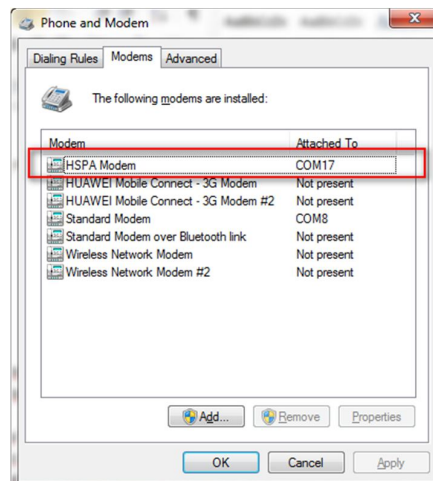 Phone and Modem
Dialing Rules Modems Advanced
The following modems are installed:
Modem Attached To
HSPA Modem COM17
HUAWEI Mobile Connect - 3G Modem Not present
HUAWEI Mobile Connect - 3G Modem #2 Not present
Standard Modem COM8
Standard Modem over Bluetooth link Not present
Wireless Network Modem Not present
Wireless Network Modem #2 Not present
Add... Remove Properties
OK Cancel Apply